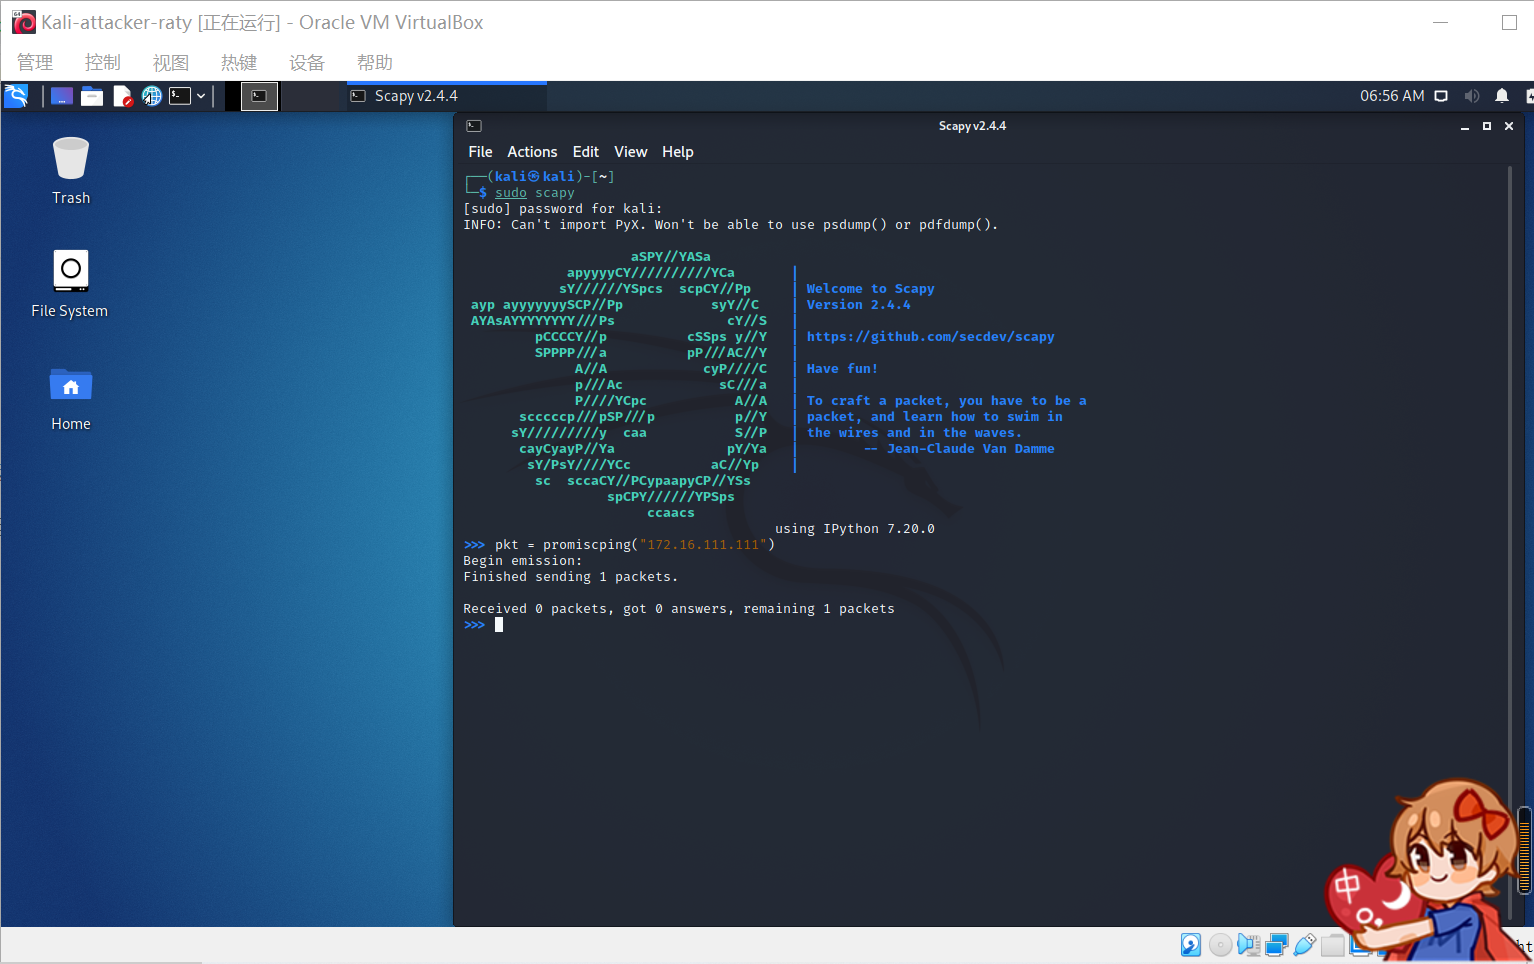 Kali-attacker-raty [正在运行] - Oracle VM VirtualBox
管理 控制 视图 热键 设备 帮助
Scapy v2.4.4
06:56 AM
Trash
File System
Home
Scapy v2.4.4
File Actions Edit View Help
┌──(kali㉿kali)-[~]
└─$ sudo scapy
[sudo] password for kali:
INFO: Can't import PyX. Won't be able to use psdump() or pdfdump().
aSPY//YASa
apyyyyCY//////////YCa |
sY//////YSpcs  scpCY//Pp | Welcome to Scapy
ayp ayyyyyyySCP//Pp           syY//C | Version 2.4.4
AYAsAYYYYYYYY///Ps              cY//S |
pCCCCY//p          cSSps y//Y | https://github.com/secdev/scapy
SPPPP///a          pP///AC//Y |
A//A            cyP////C | Have fun!
p///Ac            sC///a |
P////YCpc           A//A | To craft a packet, you have to be a
scccccp///pSP///p          p//Y | packet, and learn how to swim in
sY/////////y  caa           S//P | the wires and in the waves.
cayCyayP//Ya              pY/Ya | -- Jean-Claude Van Damme
sY/PsY////YCc          aC//Yp |
sc  sccaCY//PCypaapyCP//YSs
spCPY//////YPSps
ccaacs
using IPython 7.20.0
>>> pkt = promiscping("172.16.111.111")
Begin emission:
Finished sending 1 packets.
Received 0 packets, got 0 answers, remaining 1 packets
>>>
中